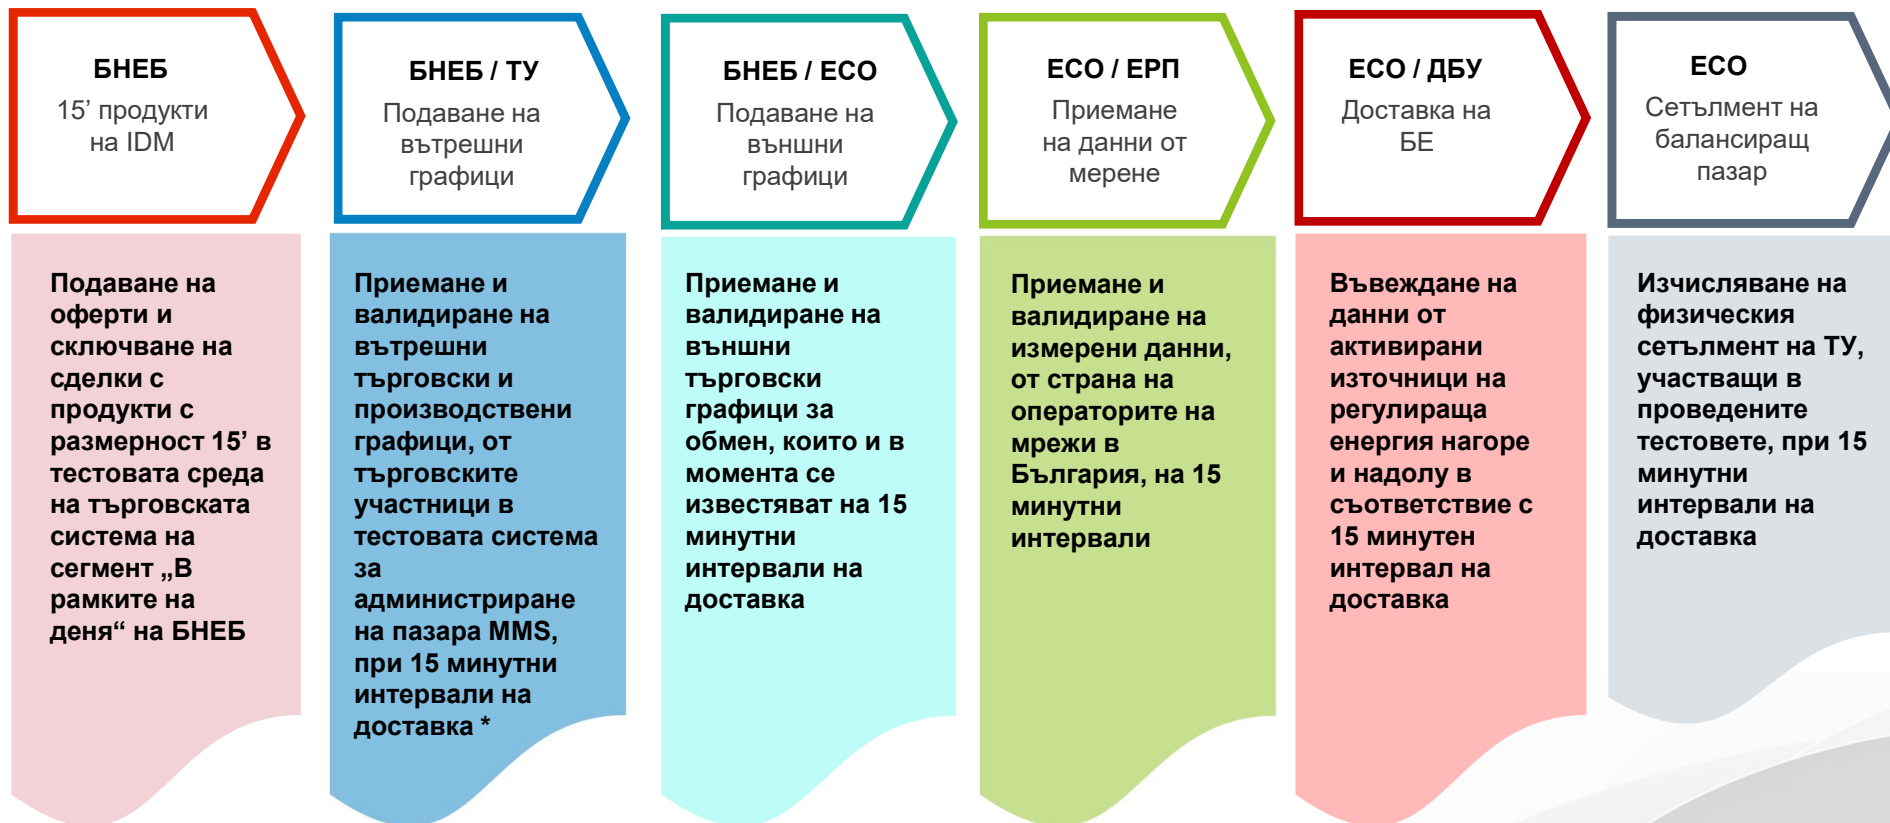 БНЕБ
15’ продукти
на IDM
Подаване на
оферти и
сключване на
сделки с
продукти с
размерност 15’ в
тестовата среда
на търговската
система на
сегмент „В
рамките на
деня“ на БНЕБ
БНЕБ / ТУ
Подаване на
вътрешни
графици
Приемане и
валидиране на
вътрешни
търговски и
производствени
графици, от
търговските
участници в
тестовата система
за
администриране
на пазара MMS,
при 15 минутни
интервали на
доставка *
БНЕБ / ЕСО
Подаване на
външни
графици
Приемане и
валидиране на
външни
търговски
графици за
обмен, които и в
момента се
известяват на 15
минутни
интервали на
доставка
ЕСО / ЕРП
Приемане
на данни от
мерене
Приемане и
валидиране на
измерени данни,
от страна на
операторите на
мрежи в
България, на 15
минутни
интервали
ЕСО / ДБУ
Доставка на
БЕ
Въвеждане на
данни от
активирани
източници на
регулираща
енергия нагоре
и надолу в
съответствие с
15 минутен
интервал на
доставка
ЕСО
Сетълмент на
балансиращ
пазар
Изчисляване на
физическия
сетълмент на ТУ,
участващи в
проведените
тестовете, при 15
минутни
интервали на
доставка